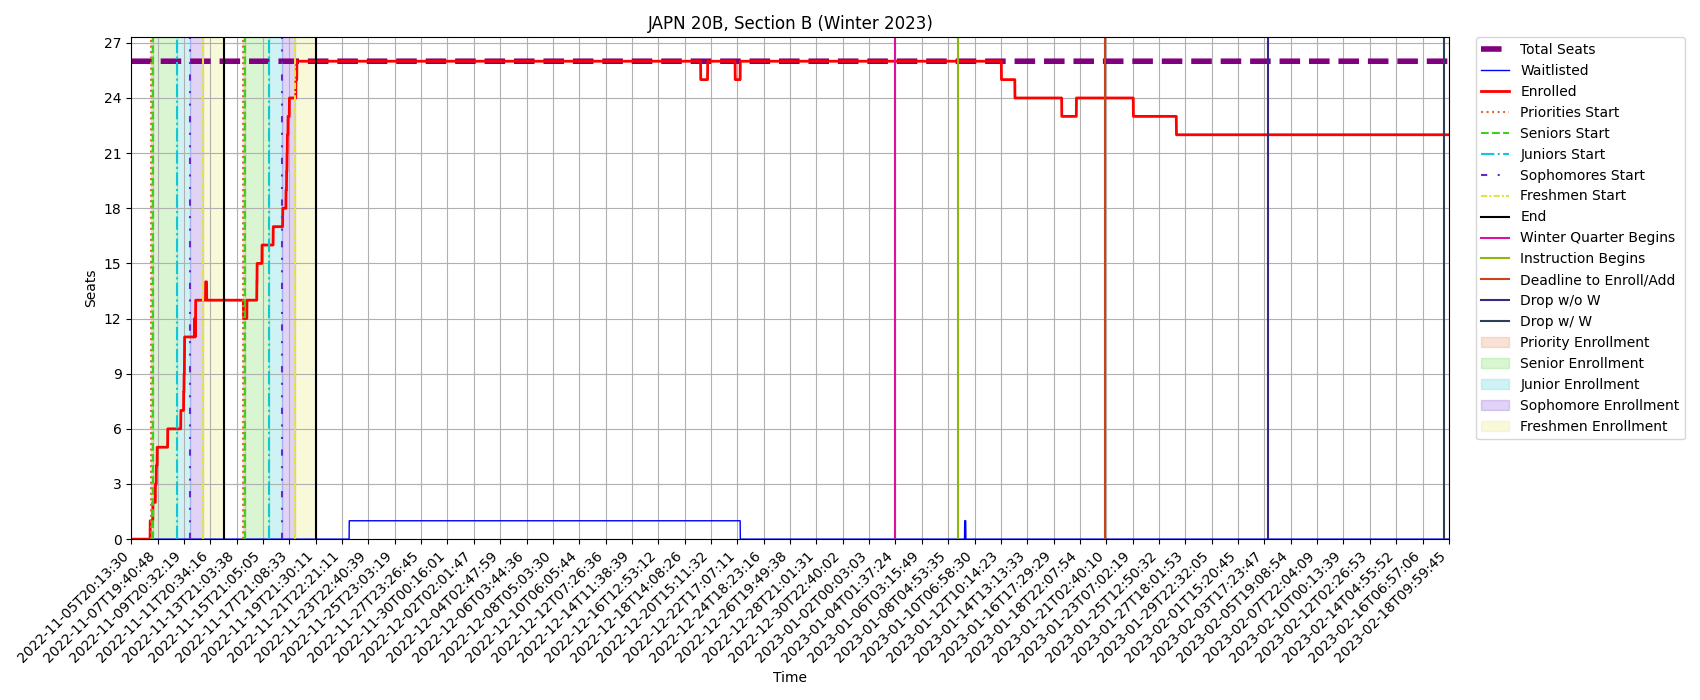 JAPN 20B, Section B (Winter 2023)
27
24
21
18
15
12
9
6
3
0
Seats
2022-11-05T20:13:30
2022-11-07T19:40:48
2022-11-09T20:32:19
2022-11-11T20:34:16
2022-11-13T21:03:38
2022-11-15T21:05:05
2022-11-17T21:08:33
2022-11-19T21:30:11
2022-11-21T22:21:11
2022-11-23T22:40:39
2022-11-25T23:03:19
2022-11-27T23:26:45
2022-11-30T00:16:01
2022-12-02T02:01:47
2022-12-04T02:47:59
2022-12-06T03:44:36
2022-12-08T05:03:30
2022-12-10T06:05:44
2022-12-12T07:26:36
2022-12-14T11:38:39
2022-12-16T12:53:12
2022-12-18T14:08:26
2022-12-20T15:11:32
2022-12-22T17:07:11
2022-12-24T18:23:16
2022-12-26T19:49:38
2022-12-28T21:01:31
2022-12-30T22:40:02
2023-01-02T00:03:03
2023-01-04T01:37:24
2023-01-06T03:15:49
2023-01-08T04:53:35
2023-01-10T06:58:30
2023-01-12T10:14:23
2023-01-14T13:13:33
2023-01-16T17:29:29
2023-01-18T22:07:54
2023-01-21T02:40:10
2023-01-23T07:02:19
2023-01-25T12:50:32
2023-01-27T18:01:53
2023-01-29T22:32:05
2023-02-01T15:20:45
2023-02-03T17:23:47
2023-02-05T19:08:54
2023-02-07T22:04:09
2023-02-10T00:13:39
2023-02-12T02:26:53
2023-02-14T04:55:52
2023-02-16T06:57:06
2023-02-18T09:59:45
Time
Total Seats
Waitlisted
Enrolled
Priorities Start
Seniors Start
Juniors Start
Sophomores Start
Freshmen Start
End
Winter Quarter Begins
Instruction Begins
Deadline to Enroll/Add
Drop w/o W
Drop w/ W
Priority Enrollment
Senior Enrollment
Junior Enrollment
Sophomore Enrollment
Freshmen Enrollment